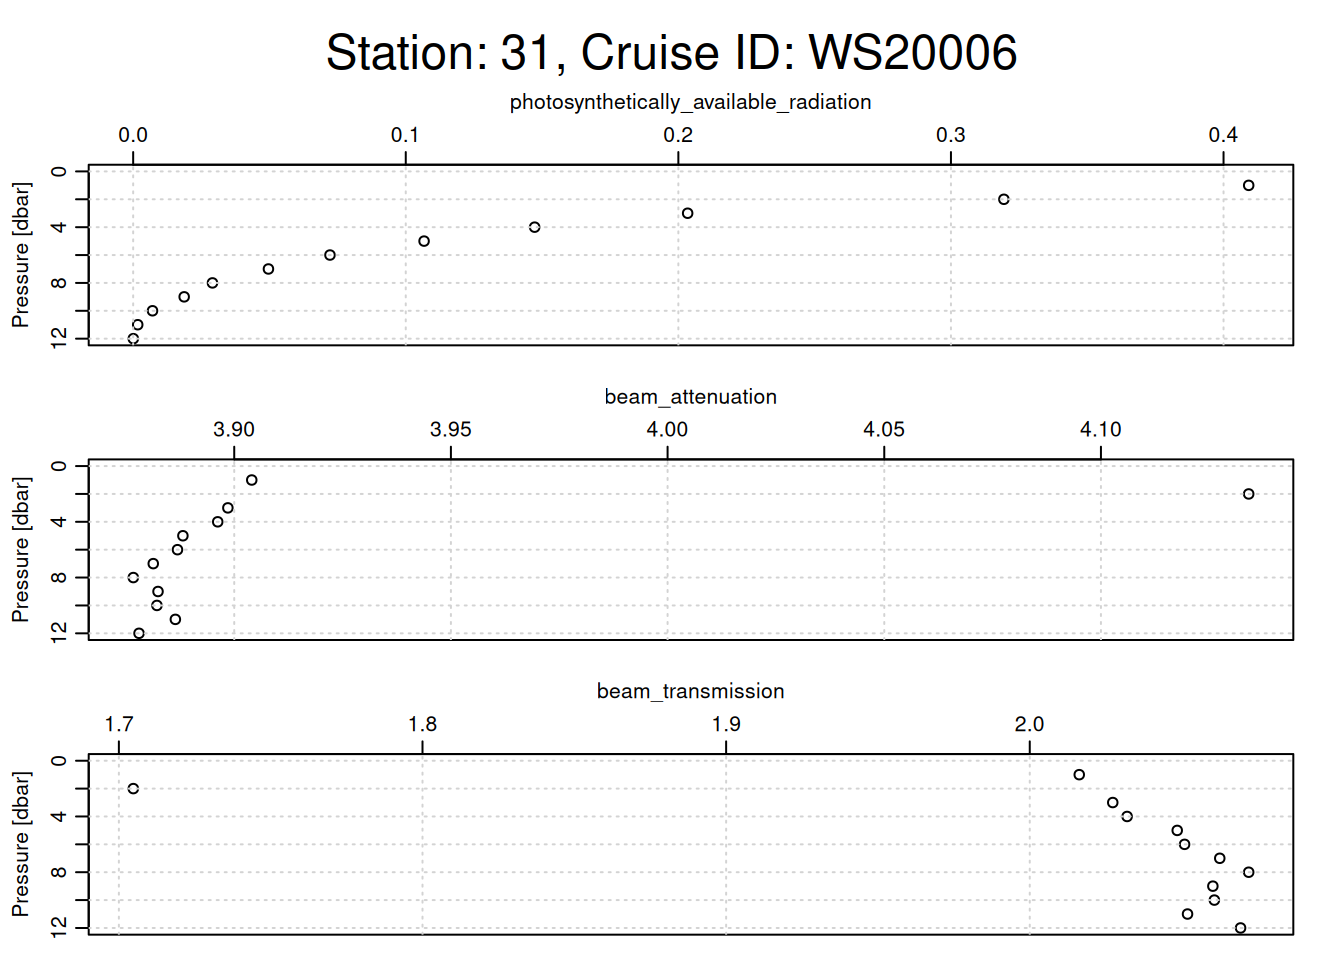 Station: 31, Cruise ID: WS20006
photosynthetically_available_radiation
0.0 0.1 0.2 0.3 0.4
Pressure [dbar]
0
4
8
12
beam_attenuation
3.90 3.95 4.00 4.05 4.10
Pressure [dbar]
0
4
8
12
beam_transmission
1.7 1.8 1.9 2.0
Pressure [dbar]
0
4
8
12